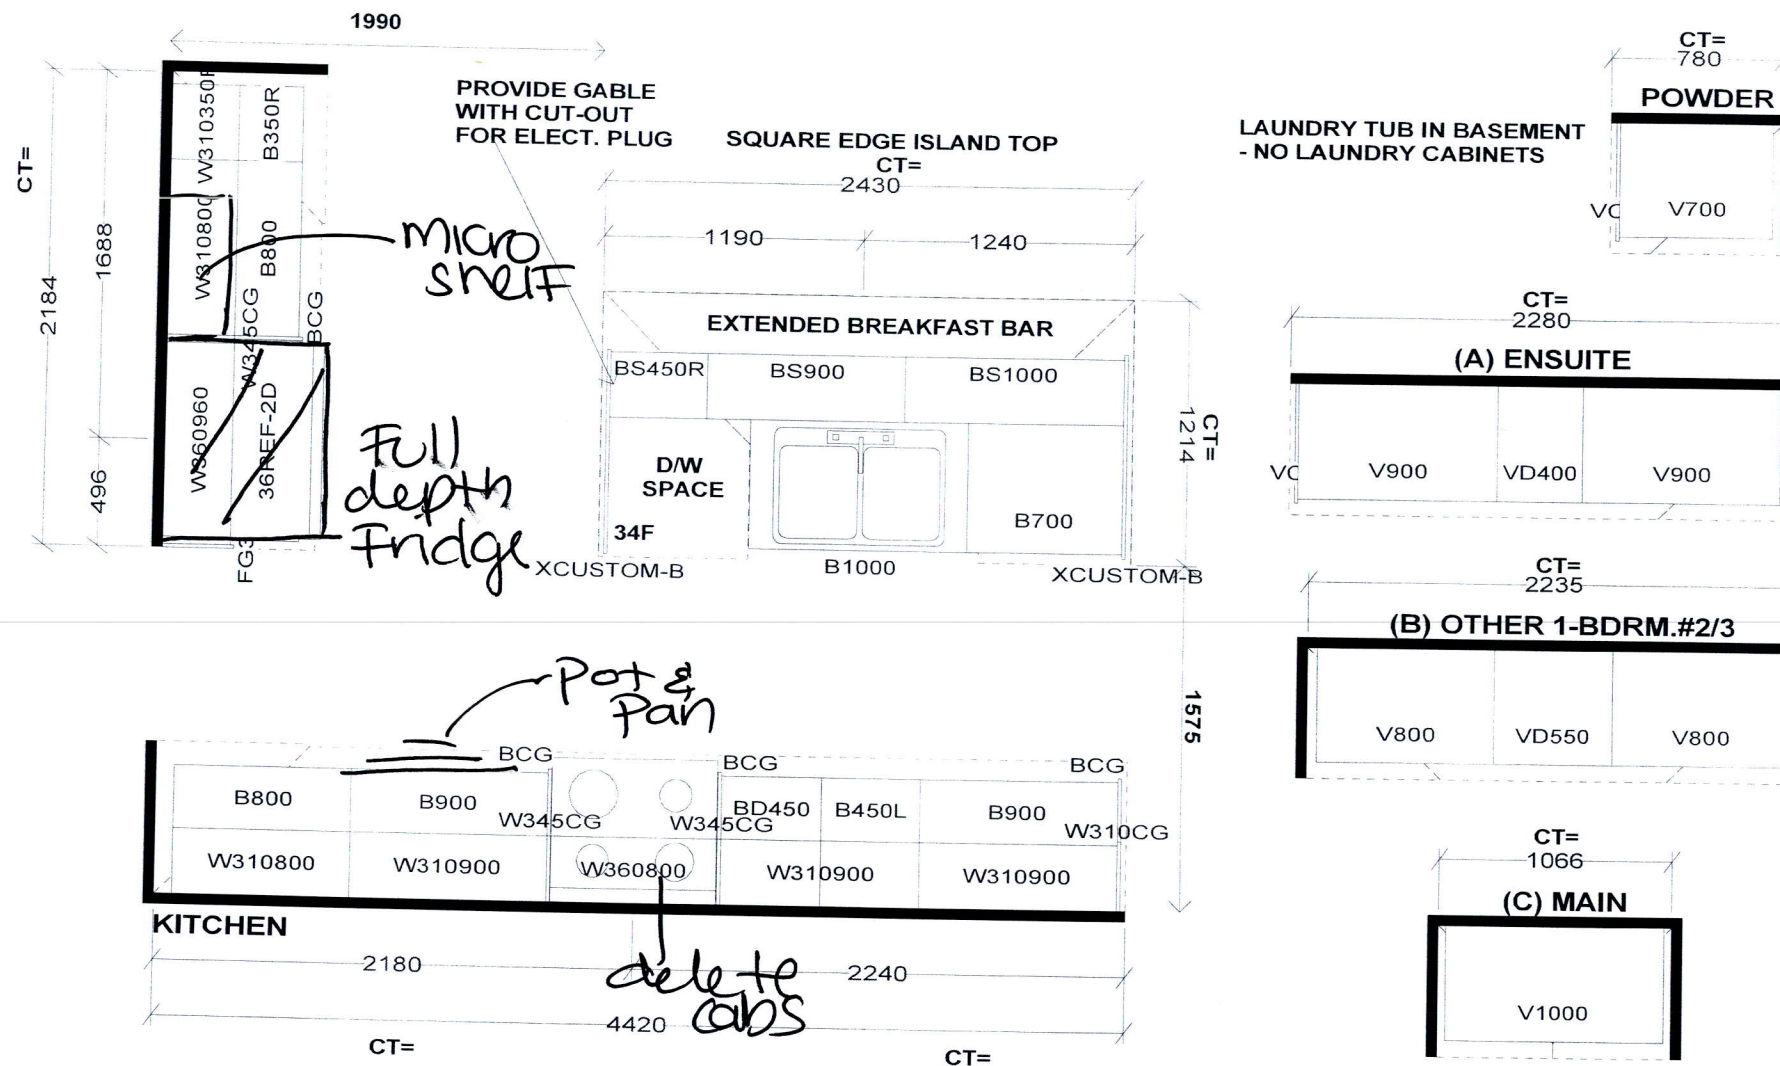 1990
CT=
2184
1688
496
W310350R
B350R
W310800
B800
W345CG
BCG
W360960
36REF-2D
micro
shelf
Full
depth
Fridge
PROVIDE GABLE
WITH CUT-OUT
FOR ELECT. PLUG
SQUARE EDGE ISLAND TOP
CT=
2430
1190
1240
EXTENDED BREAKFAST BAR
BS450R
BS900
BS1000
D/W
SPACE
34F
B700
XCUSTOM-B
B1000
XCUSTOM-B
CT=
1214
1575
LAUNDRY TUB IN BASEMENT
- NO LAUNDRY CABINETS
CT=
780
POWDER
V700
CT=
2280
(A) ENSUITE
V900
VD400
V900
CT=
2235
(B) OTHER 1-BDRM.#2/3
V800
VD550
V800
CT=
1066
(C) MAIN
V1000
Pot &
Pan
BCG
BCG
BCG
B800
B900
W345CG
W345CG
BD450
B450L
B900
W310CG
W310800
W310900
W360800
W310900
W310900
KITCHEN
2180
2240
delete
cabs
4420
CT=
CT=